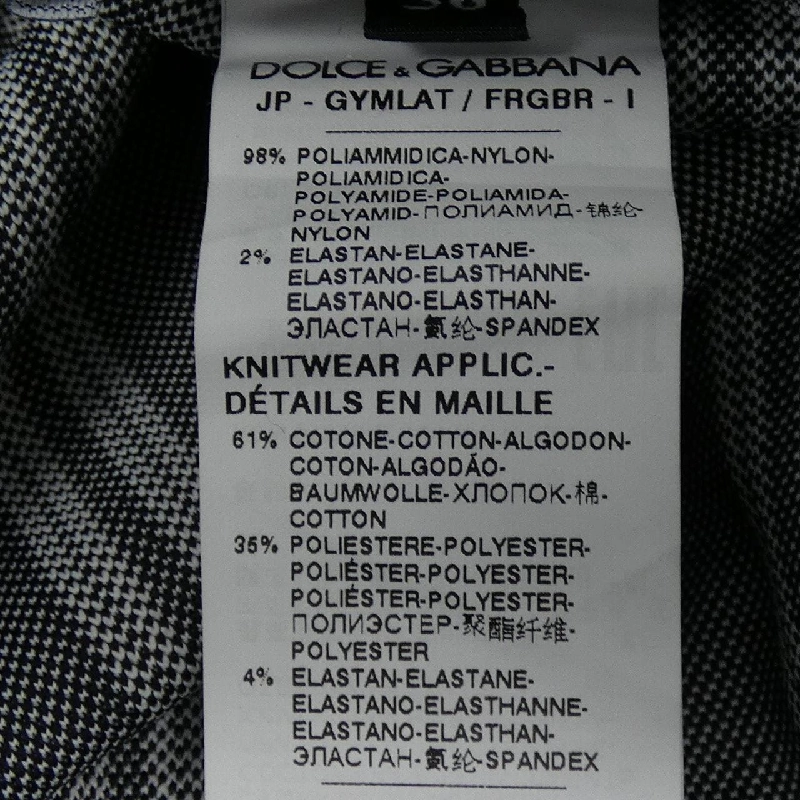 DOLCE & GABBANA
JP - GYMLAT / FRGBR - I
98% POLIAMMIDICA-NYLON-
POLIAMIDICA-
POLYAMIDE-POLIAMIDA-
POLYAMID-ПОЛИАМИД-锦纶-
NYLON
2% ELASTAN-ELASTANE-
ELASTANO-ELASTHANNE-
ELASTANO-ELASTHAN-
ЭЛАСТАН-氨纶-SPANDEX
KNITWEAR APPLIC.-
DÉTAILS EN MAILLE
61% COTONE-COTTON-ALGODON-
COTON-ALGODÃO-
BAUMWOLLE-ХЛОПОК-棉-
COTTON
35% POLIESTERE-POLYESTER-
POLIÉSTER-POLYESTER-
POLIÉSTER-POLYESTER-
ПОЛИЭСТЕР-聚酯纤维-
POLYESTER
4% ELASTAN-ELASTANE-
ELASTANO-ELASTHANNE-
ELASTANO-ELASTHAN-
ЭЛАСТАН-氨纶-SPANDEX